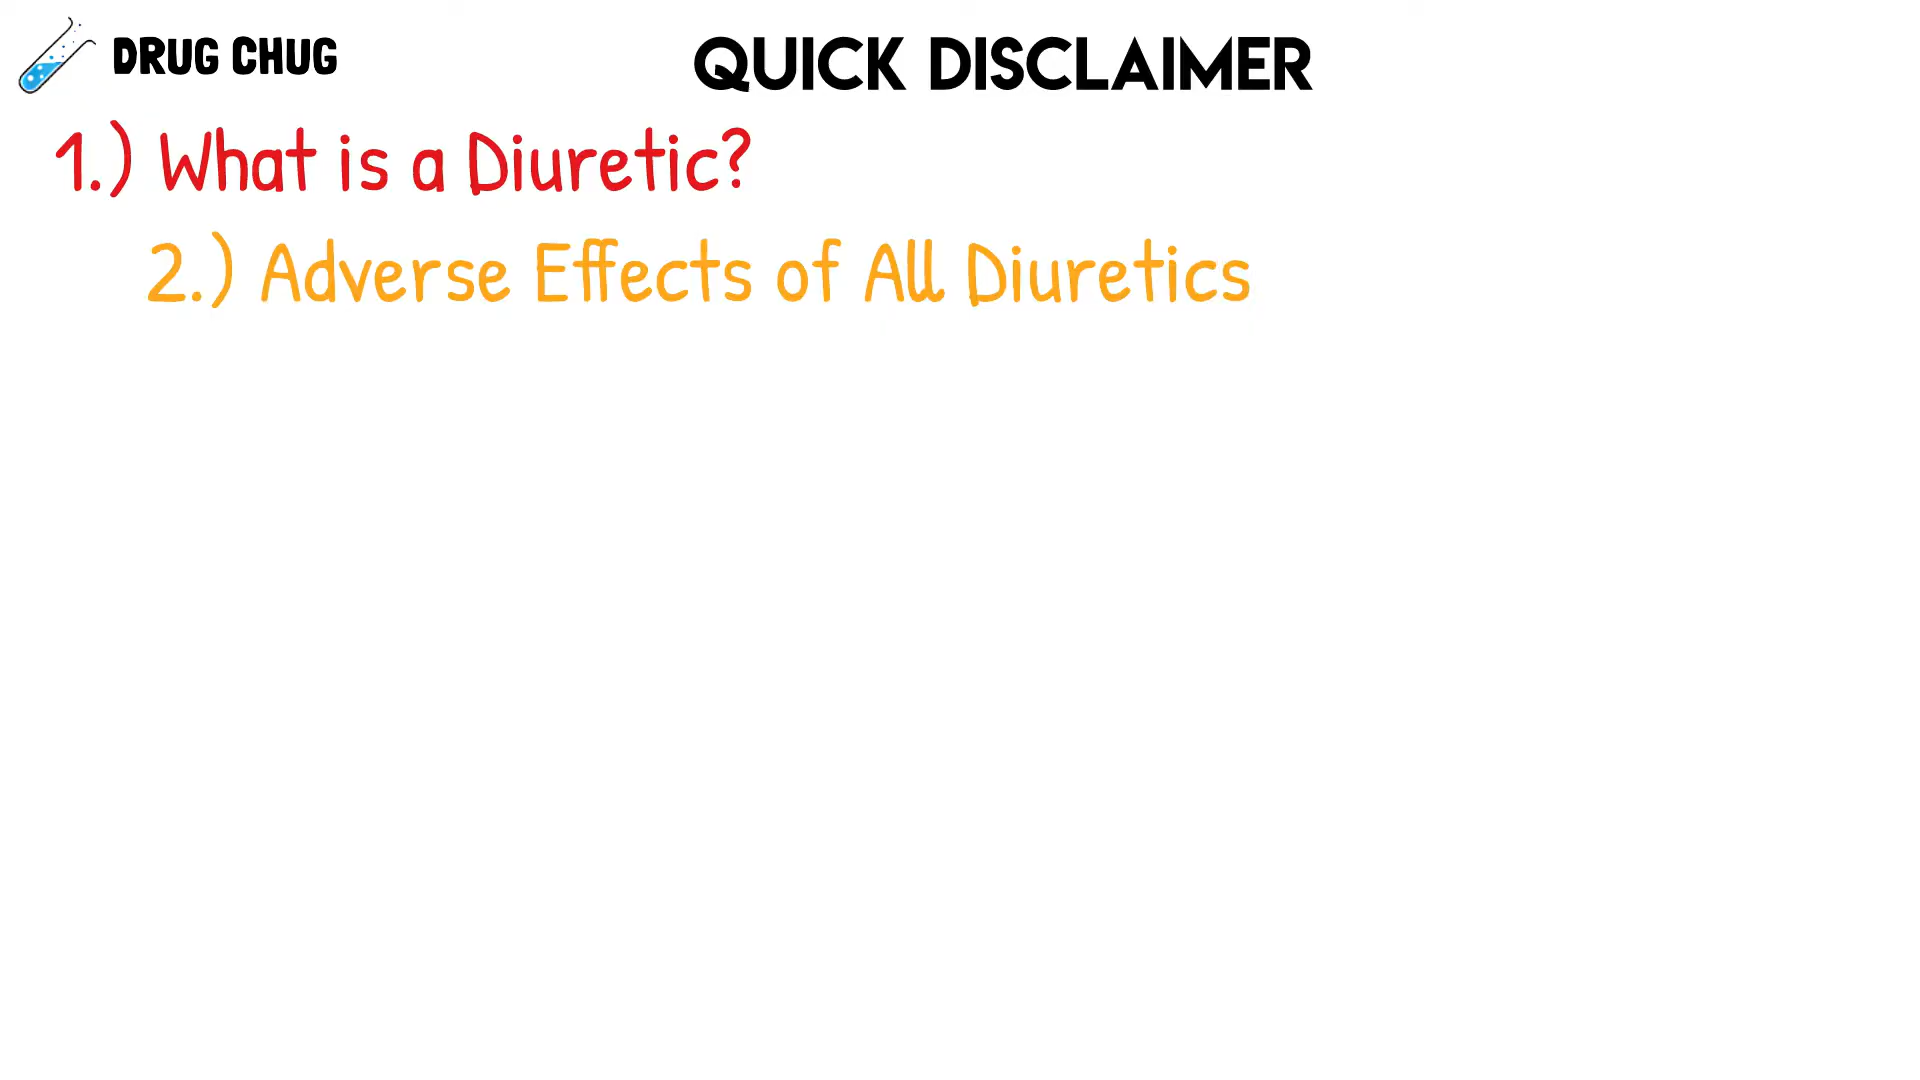 DRUG CHUG
QUICK DISCLAIMER
1.) What is a Diuretic?
2.) Adverse Effects of All Diuretics